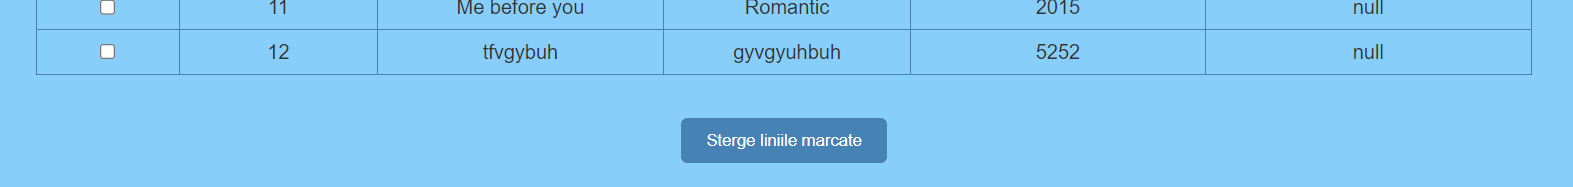 11 Me before you Romantic 2015 null
12 tfvgybuh gyvgyuhbuh 5252 null
Sterge liniile marcate